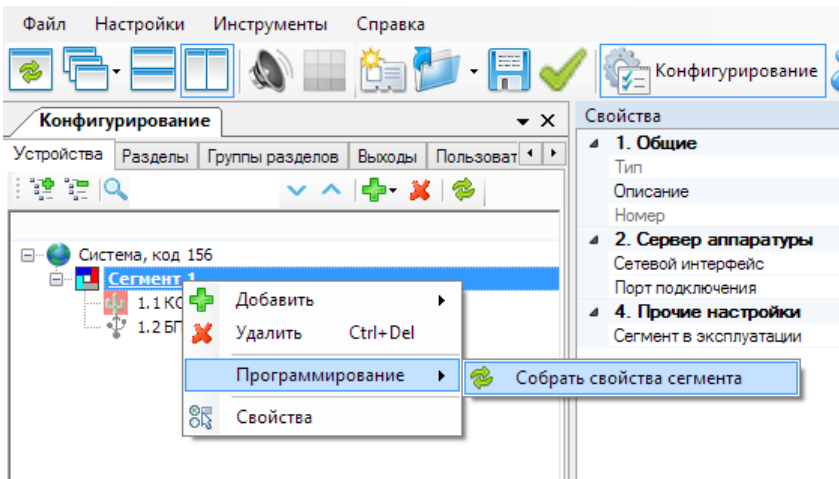 Файл Настройки Инструменты Справка
Конфигурирование
Конфигурирование
Свойства
Устройства Разделы Группы разделов Выходы Пользоват
1. Общие
Тип
Описание
Номер
2. Сервер аппаратуры
Сетевой интерфейс
Порт подключения
4. Прочие настройки
Сегмент в эксплуатации
Система, код 156
Сегмент 1
1.1 КС
1.2 БП
Добавить
Удалить Ctrl+Del
Программирование
Собрать свойства сегмента
Свойства